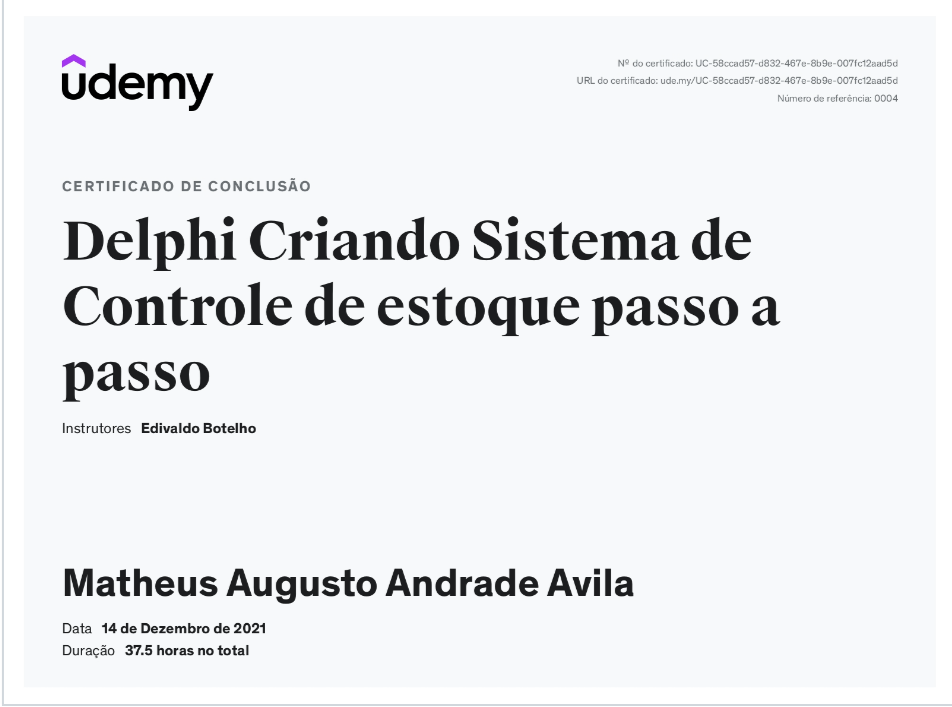 udemy
Nº do certificado: UC-58ccad57-d832-467e-8b9e-007fc12aad5d
URL do certificado: ude.my/UC-58ccad57-d832-467e-8b9e-007fc12aad5d
Número de referência: 0004
CERTIFICADO DE CONCLUSÃO
Delphi Criando Sistema de
Controle de estoque passo a
passo
Instrutores Edivaldo Botelho
Matheus Augusto Andrade Avila
Data 14 de Dezembro de 2021
Duração 37.5 horas no total